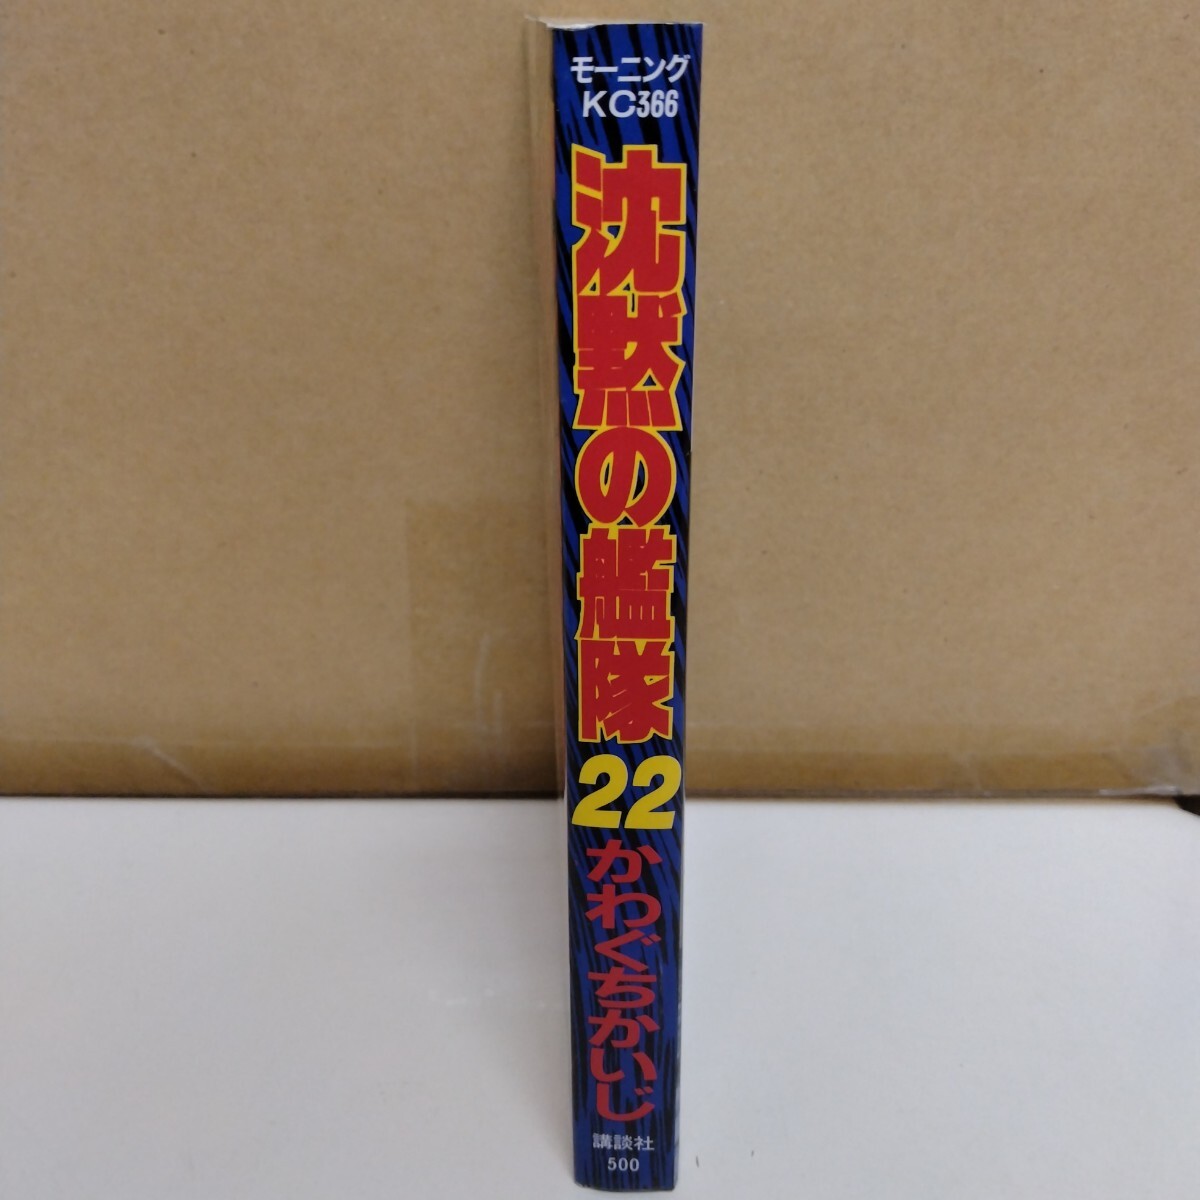 モーニング
KC366
沈黙の艦隊
22
かわぐちかいじ
講談社
500